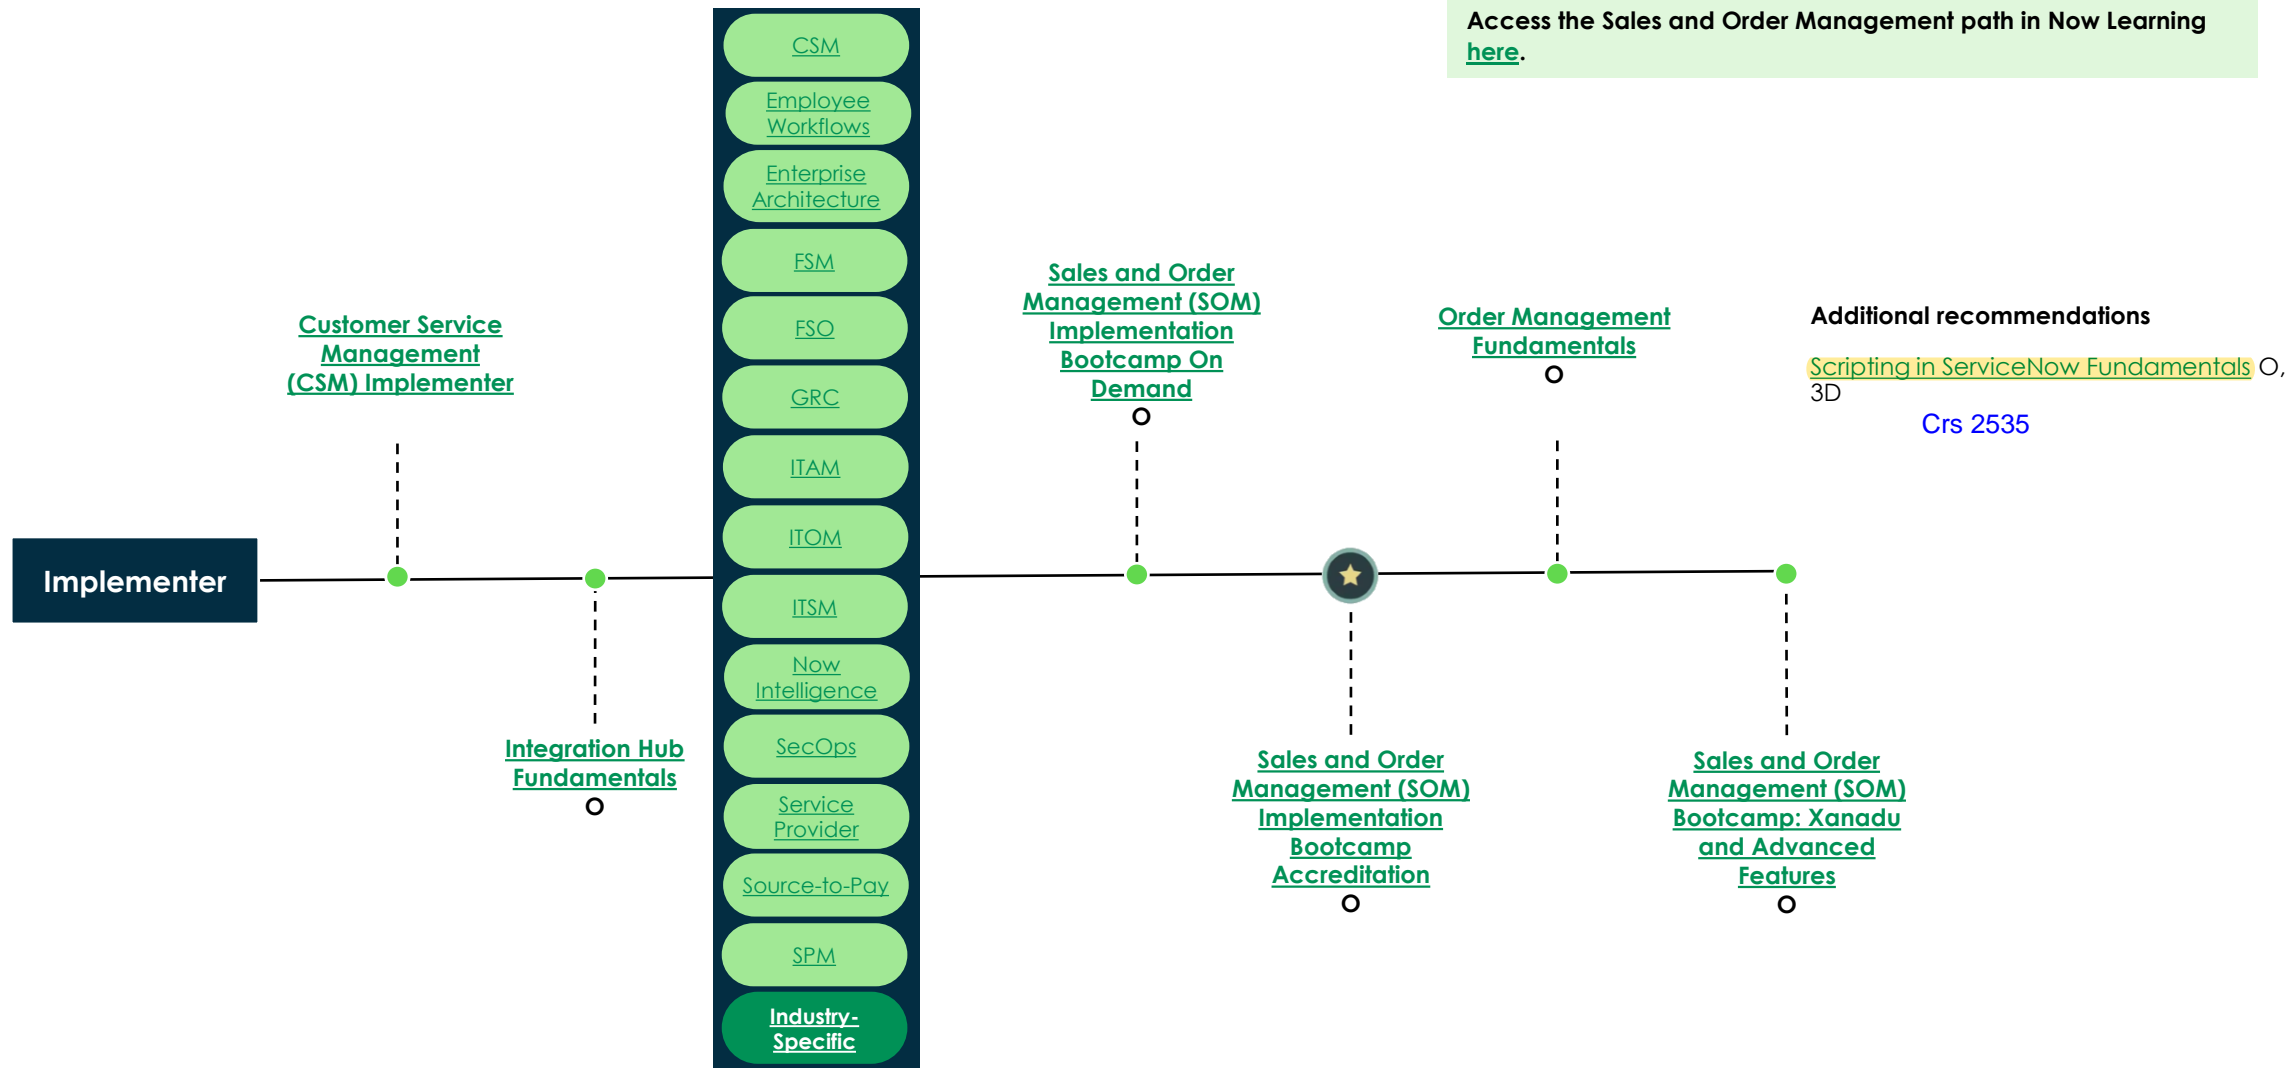 Access the Sales and Order Management path in Now Learning
here.
CSM
Employee
Workflows
Enterprise
Architecture
FSM
FSO
GRC
ITAM
ITOM
ITSM
Now
Intelligence
SecOps
Service
Provider
Source-to-Pay
SPM
Industry-
Specific
Implementer
Customer Service
Management
(CSM) Implementer
Integration Hub
Fundamentals
O
Sales and Order
Management (SOM)
Implementation
Bootcamp On
Demand
O
Sales and Order
Management (SOM)
Implementation
Bootcamp
Accreditation
O
Order Management
Fundamentals
O
Sales and Order
Management (SOM)
Bootcamp: Xanadu
and Advanced
Features
O
Additional recommendations
Scripting in ServiceNow Fundamentals O,
3D
Crs 2535